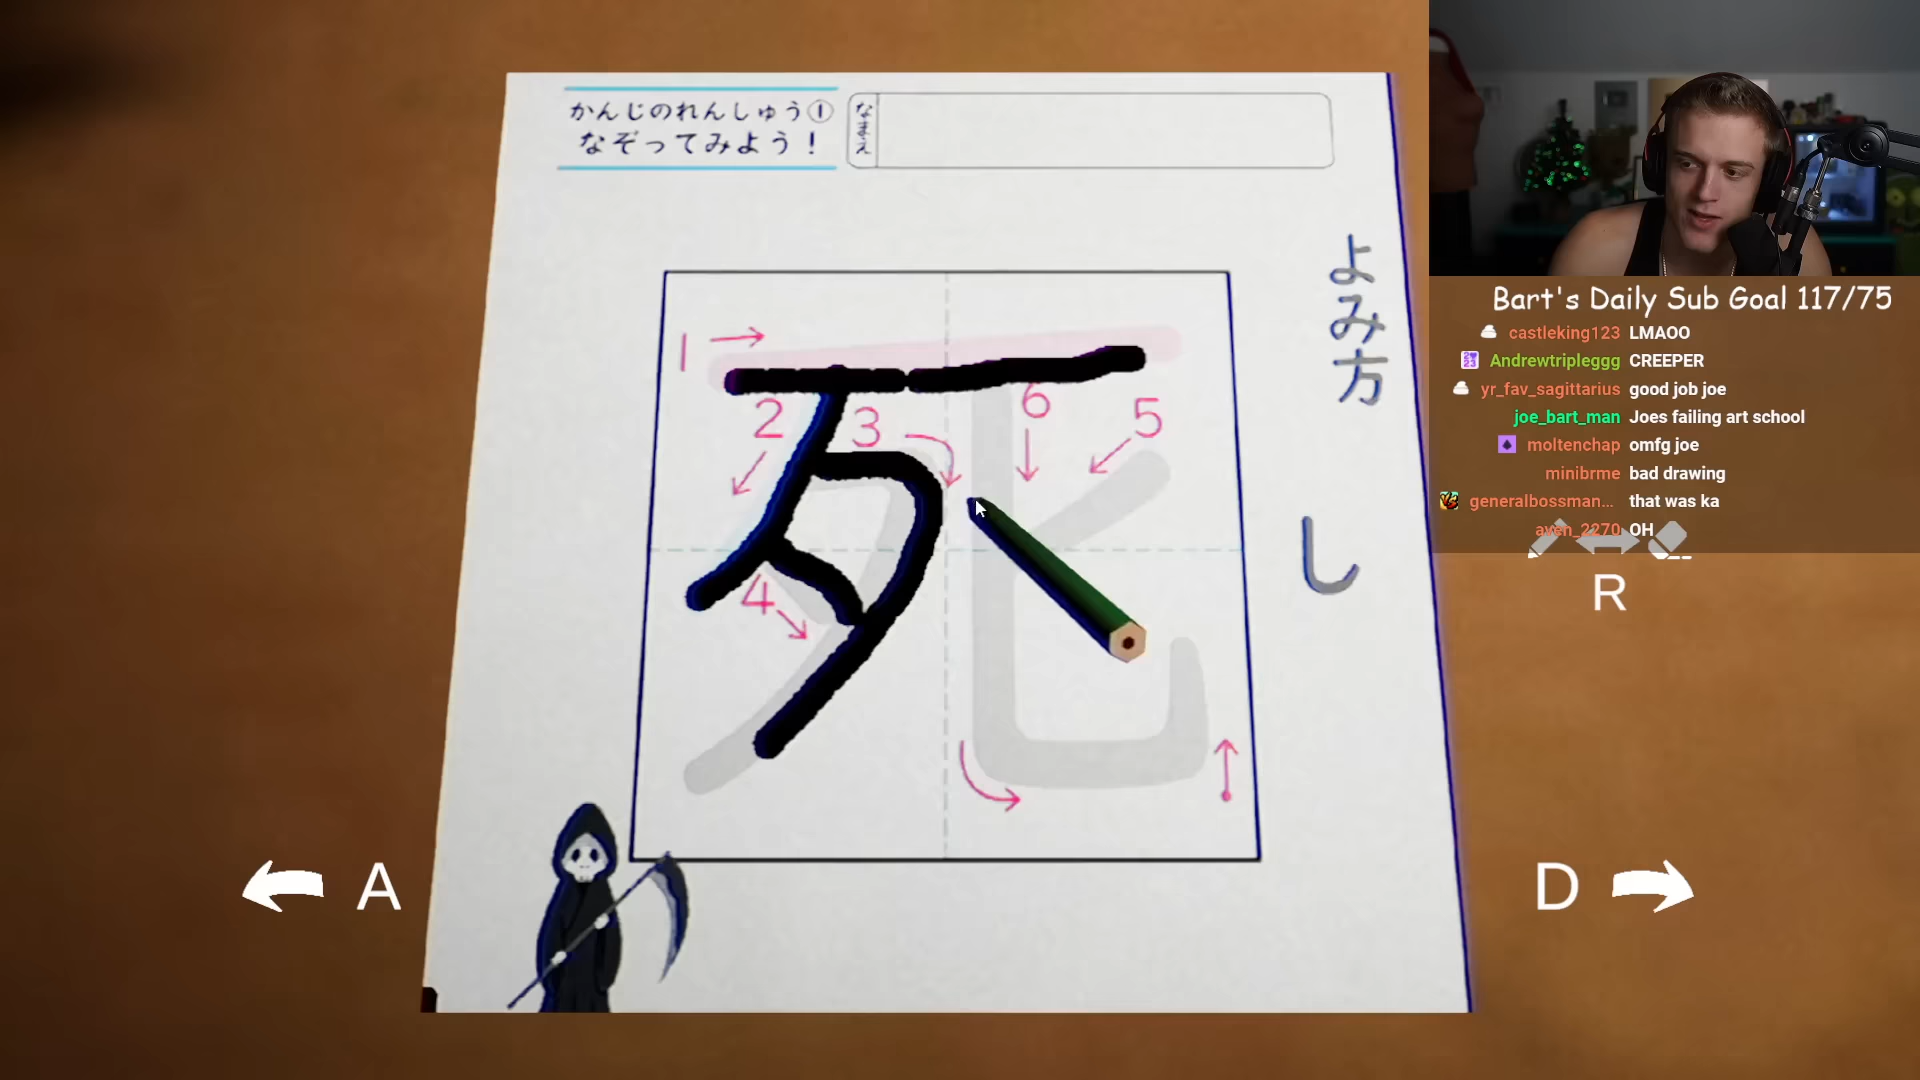 かんじのれんしゅう①
なぞってみよう!
なまえ
よみ方
し
1
2
3
6
5
4
死
A
D
R
Bart's Daily Sub Goal 117/75
castleking123 LMAOO
Andrewtripleggg CREEPER
yr_fav_sagittarius good job joe
joe_bart_man Joes failing art school
moltenchap omfg joe
minibrme bad drawing
generalbossman... that was ka
aven_2270 OH